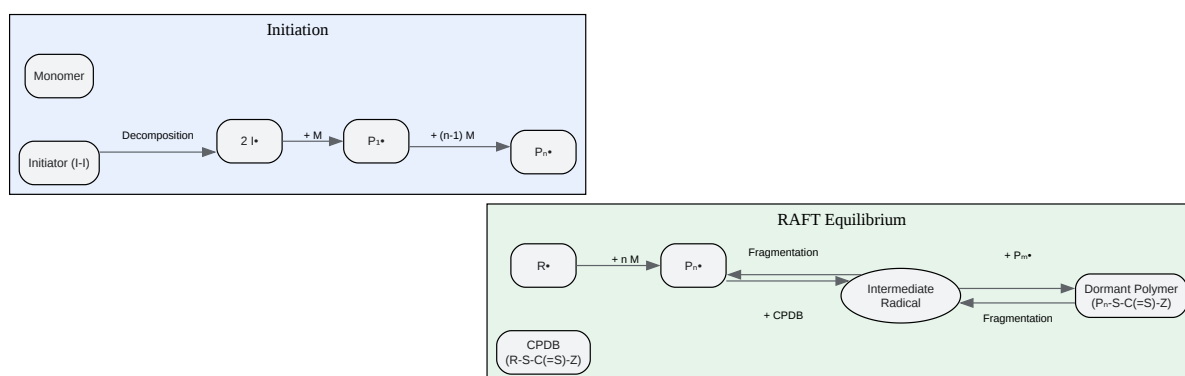 Initiation
Monomer
Initiator (I-I)
Decomposition
2 I•
+ M
P₁•
+ (n-1) M
Pₙ•
RAFT Equilibrium
R•
+ n M
Pₙ•
Fragmentation
+ CPDB
Intermediate
Radical
+ Pₘ•
Fragmentation
Dormant Polymer
(Pₙ-S-C(=S)-Z)
CPDB
(R-S-C(=S)-Z)